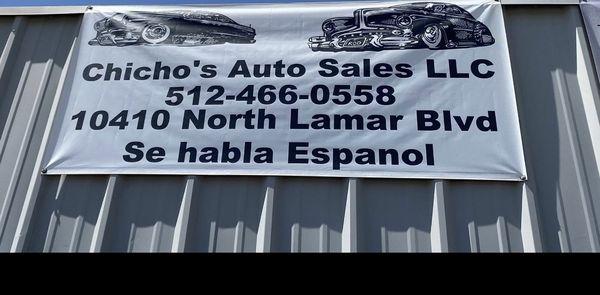 Chicho's Auto Sales LLC
512-466-0558
10410 North Lamar Blvd
Se habla Espanol